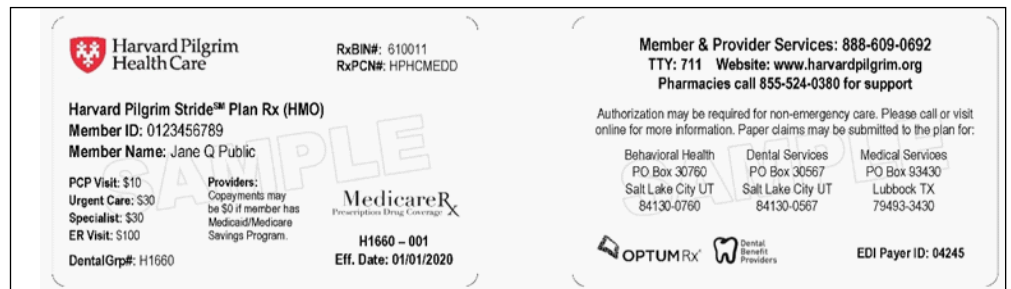 Harvard Pilgrim
Health Care
RxBIN#: 610011
RxPCN#: HPHCMEDD
Harvard Pilgrim Stride℠ Plan Rx (HMO)
Member ID: 0123456789
Member Name: Jane Q Public
PCP Visit: $10
Urgent Care: $30
Specialist: $30
ER Visit: $100
DentalGrp#: H1660
Providers:
Copayments may
be $0 if member has
Medicaid/Medicare
Savings Program.
MedicareRx
Prescription Drug Coverage
H1660 – 001
Eff. Date: 01/01/2020
SAMPLE
Member & Provider Services: 888-609-0692
TTY: 711 Website: www.harvardpilgrim.org
Pharmacies call 855-524-0380 for support
Authorization may be required for non-emergency care. Please call or visit
online for more information. Paper claims may be submitted to the plan for:
Behavioral Health
PO Box 30760
Salt Lake City UT
84130-0760
Dental Services
PO Box 30567
Salt Lake City UT
84130-0567
Medical Services
PO Box 93430
Lubbock TX
79493-3430
SAMPLE
OPTUMRx®
Dental
Benefit
Providers
EDI Payer ID: 04245